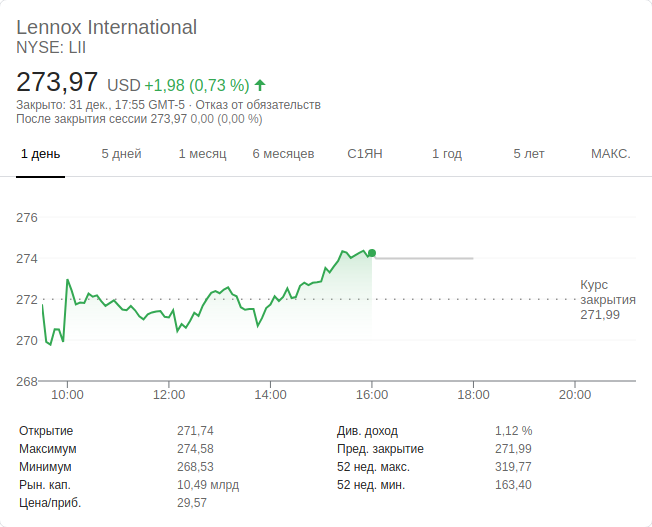 Lennox International
NYSE: LII
273,97 USD +1,98 (0,73 %)
Закрыто: 31 дек., 17:55 GMT-5 · Отказ от обязательств
После закрытия сессии 273,97 0,00 (0,00 %)
1 день 5 дней 1 месяц 6 месяцев С1ЯН 1 год 5 лет МАКС.
276
274
272
270
268
Курс
закрытия
271,99
10:00 12:00 14:00 16:00 18:00 20:00
Открытие 271,74 Див. доход 1,12 %
Максимум 274,58 Пред. закрытие 271,99
Минимум 268,53 52 нед. макс. 319,77
Рын. кап. 10,49 млрд 52 нед. мин. 163,40
Цена/приб. 29,57